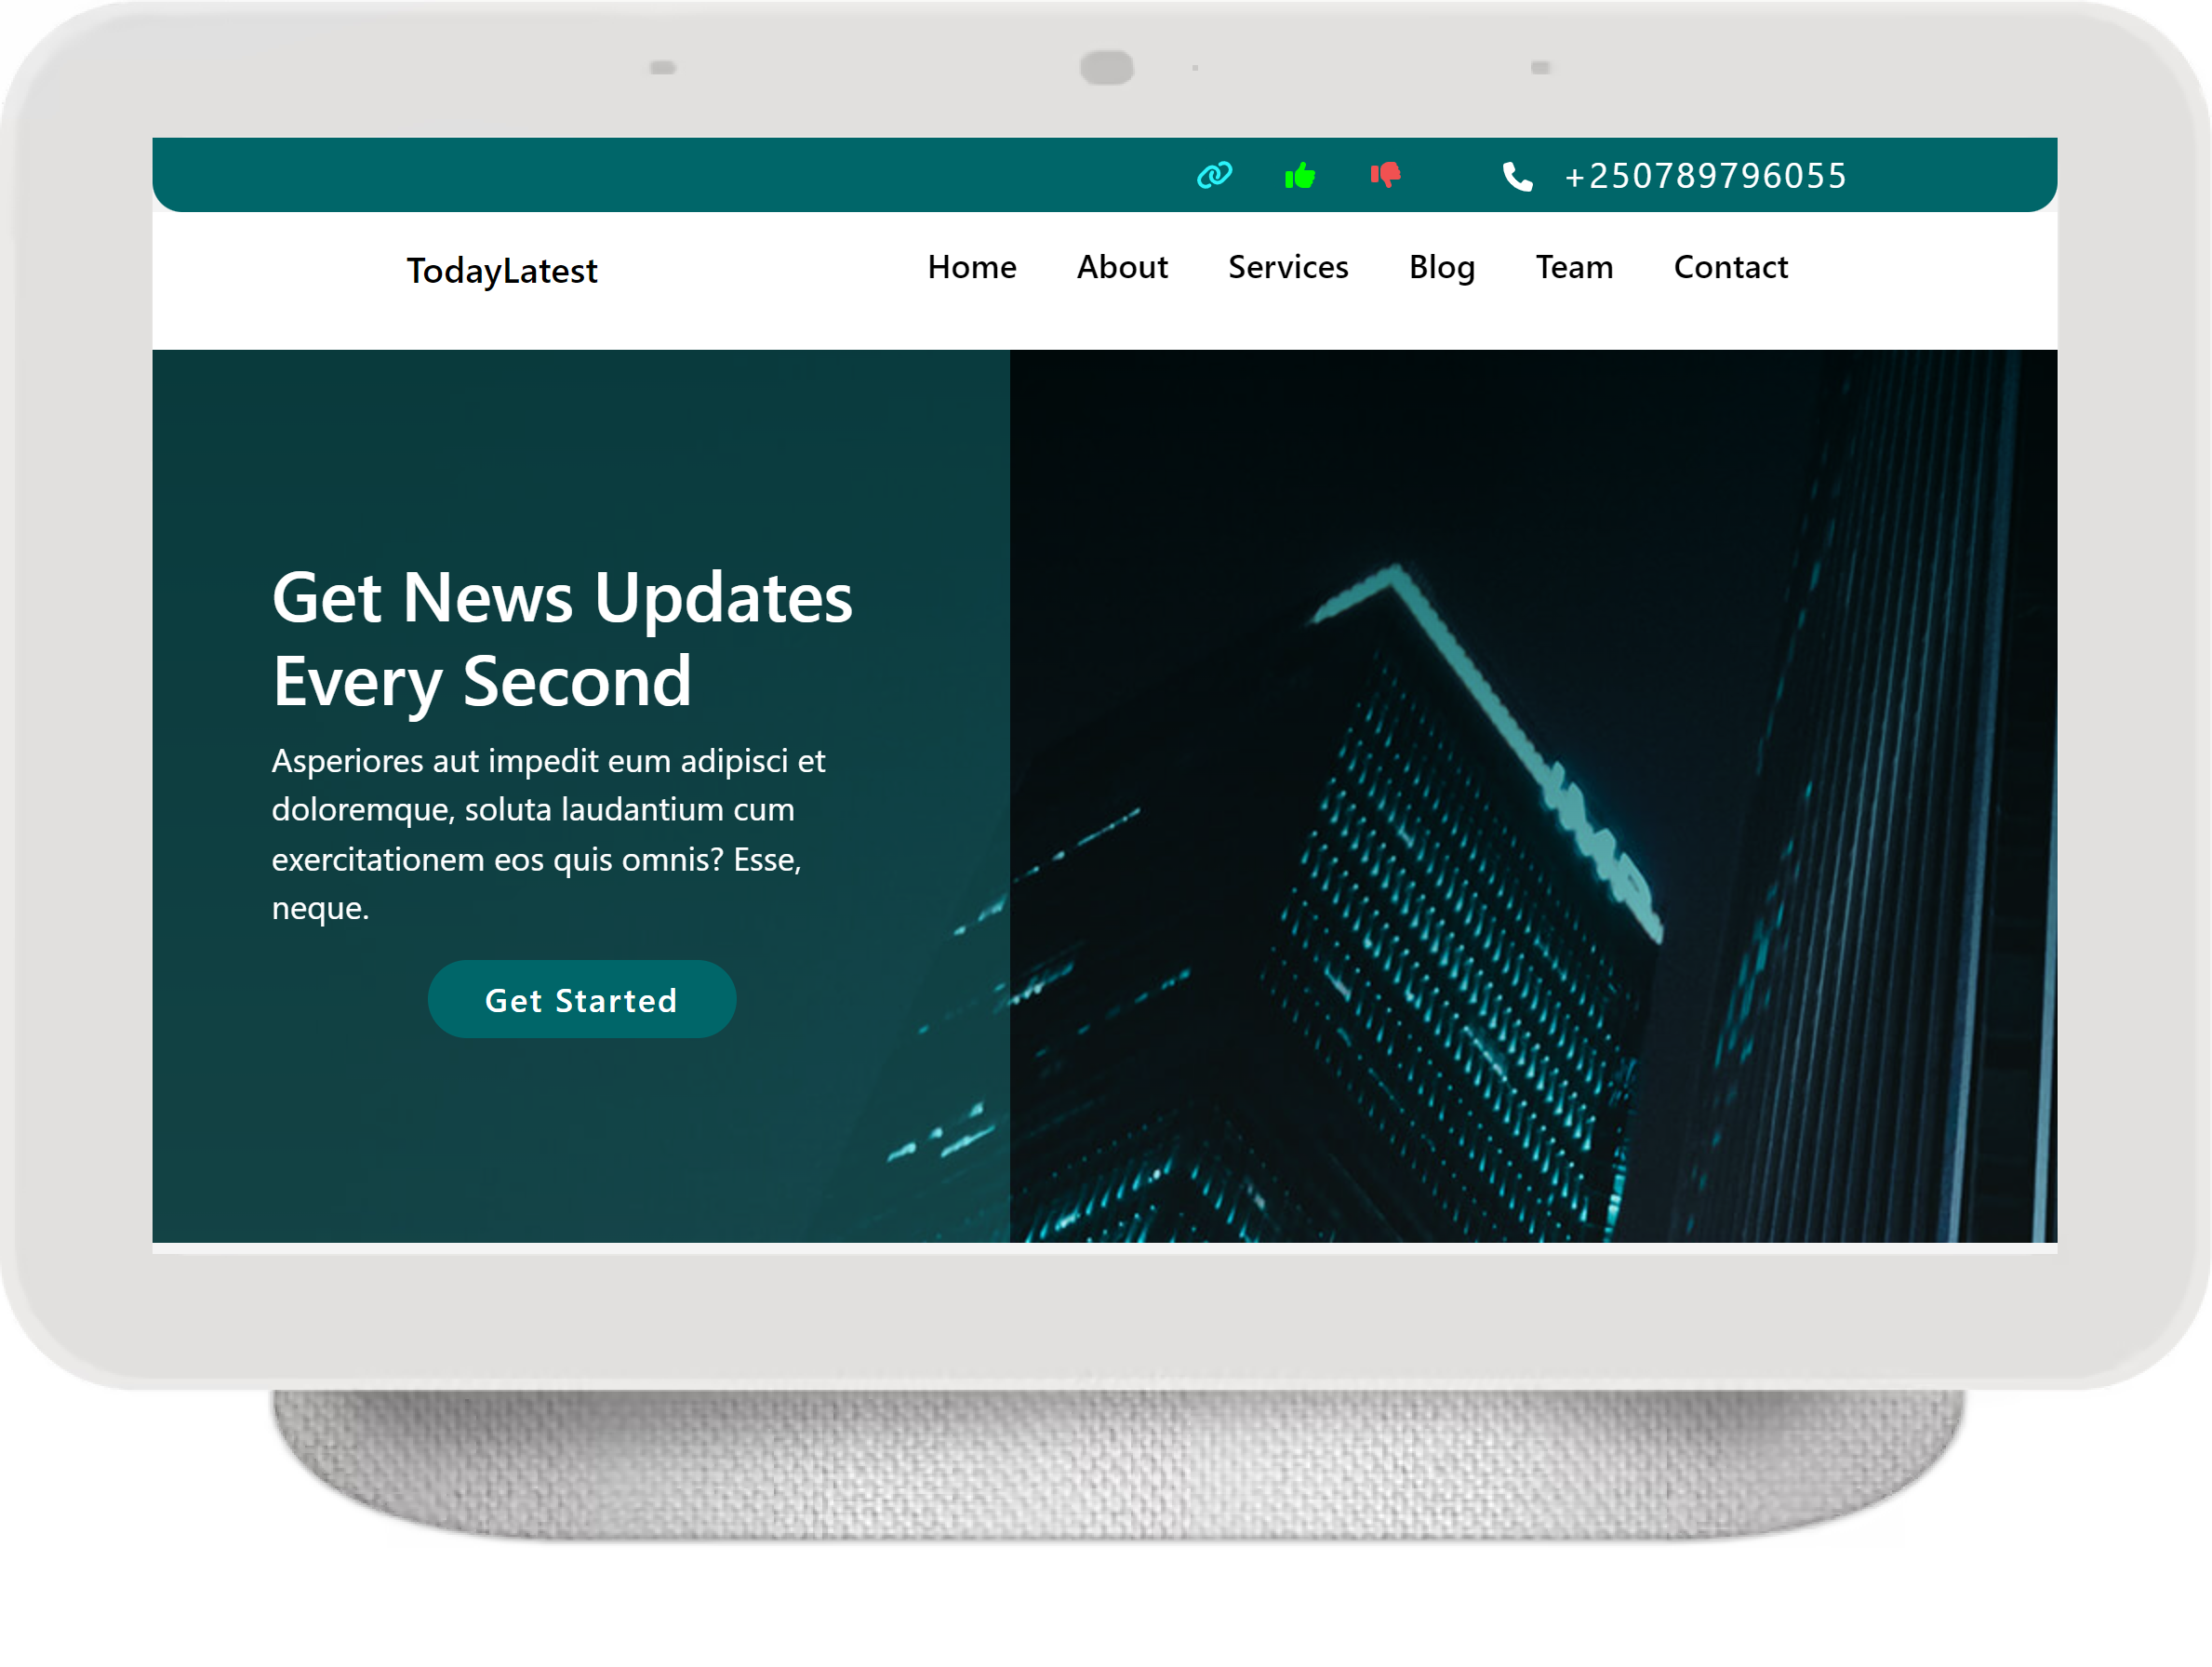 +250789796055
TodayLatest
Home About Services Blog Team Contact
Get News Updates
Every Second
Asperiores aut impedit eum adipisci et
doloremque, soluta laudantium cum
exercitationem eos quis omnis? Esse,
neque.
Get Started